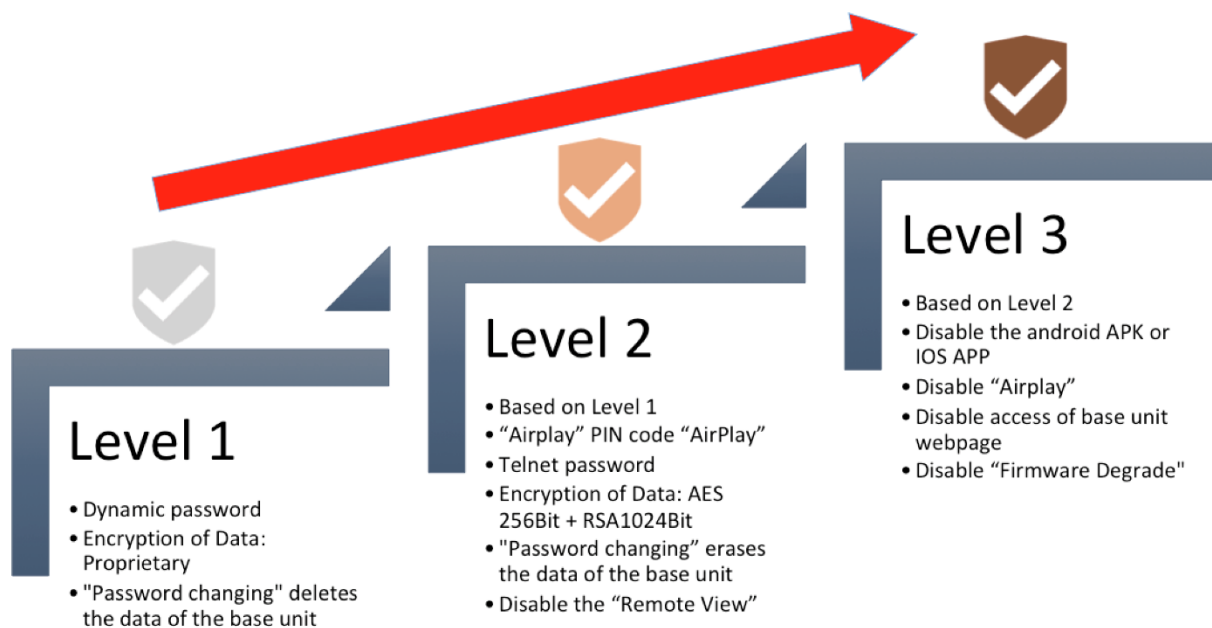 Level 1
• Dynamic password
• Encryption of Data:
Proprietary
• "Password changing" deletes
the data of the base unit
Level 2
• Based on Level 1
• “Airplay” PIN code “AirPlay”
• Telnet password
• Encryption of Data: AES
256Bit + RSA1024Bit
• "Password changing” erases
the data of the base unit
• Disable the “Remote View”
Level 3
• Based on Level 2
• Disable the android APK or
IOS APP
• Disable “Airplay”
• Disable access of base unit
webpage
• Disable “Firmware Degrade"